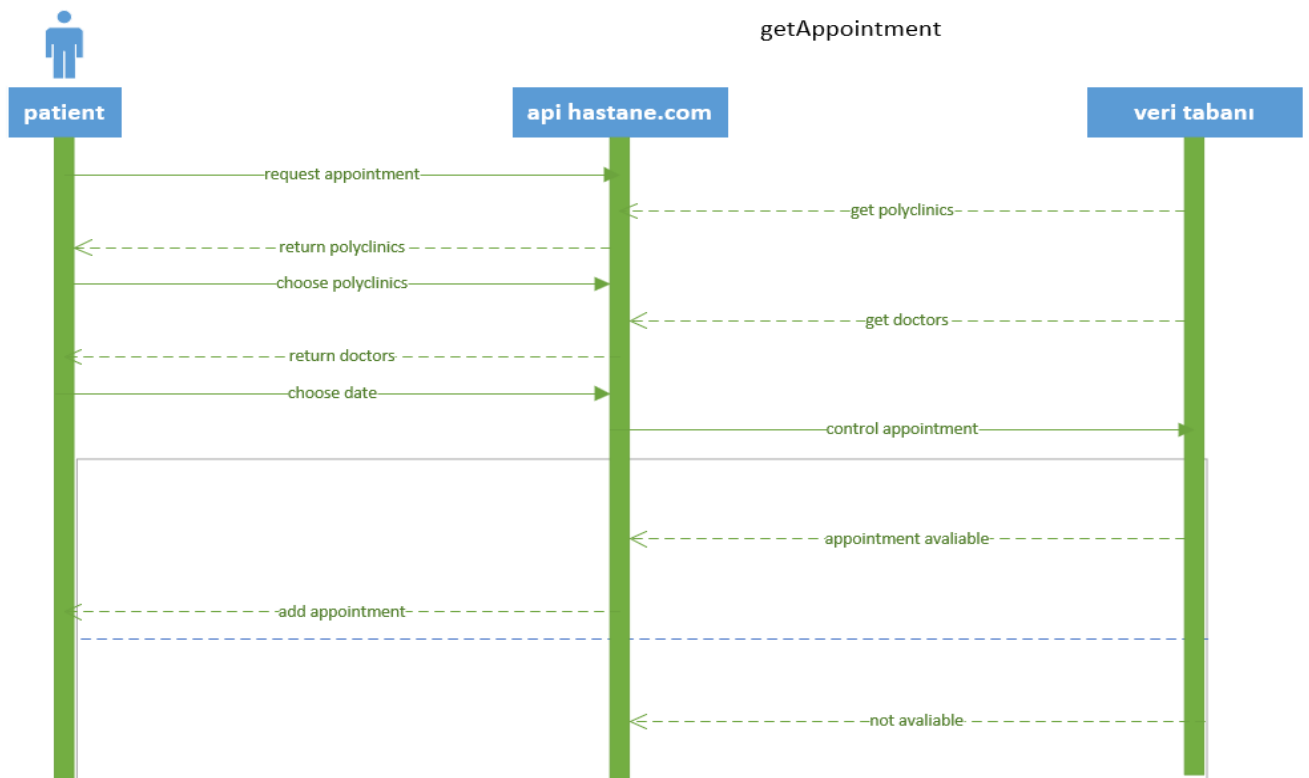 getAppointment
patient
api hastane.com
veri tabanı
request appointment
get polyclinics
return polyclinics
choose polyclinics
get doctors
return doctors
choose date
control appointment
appointment avaliable
add appointment
not avaliable